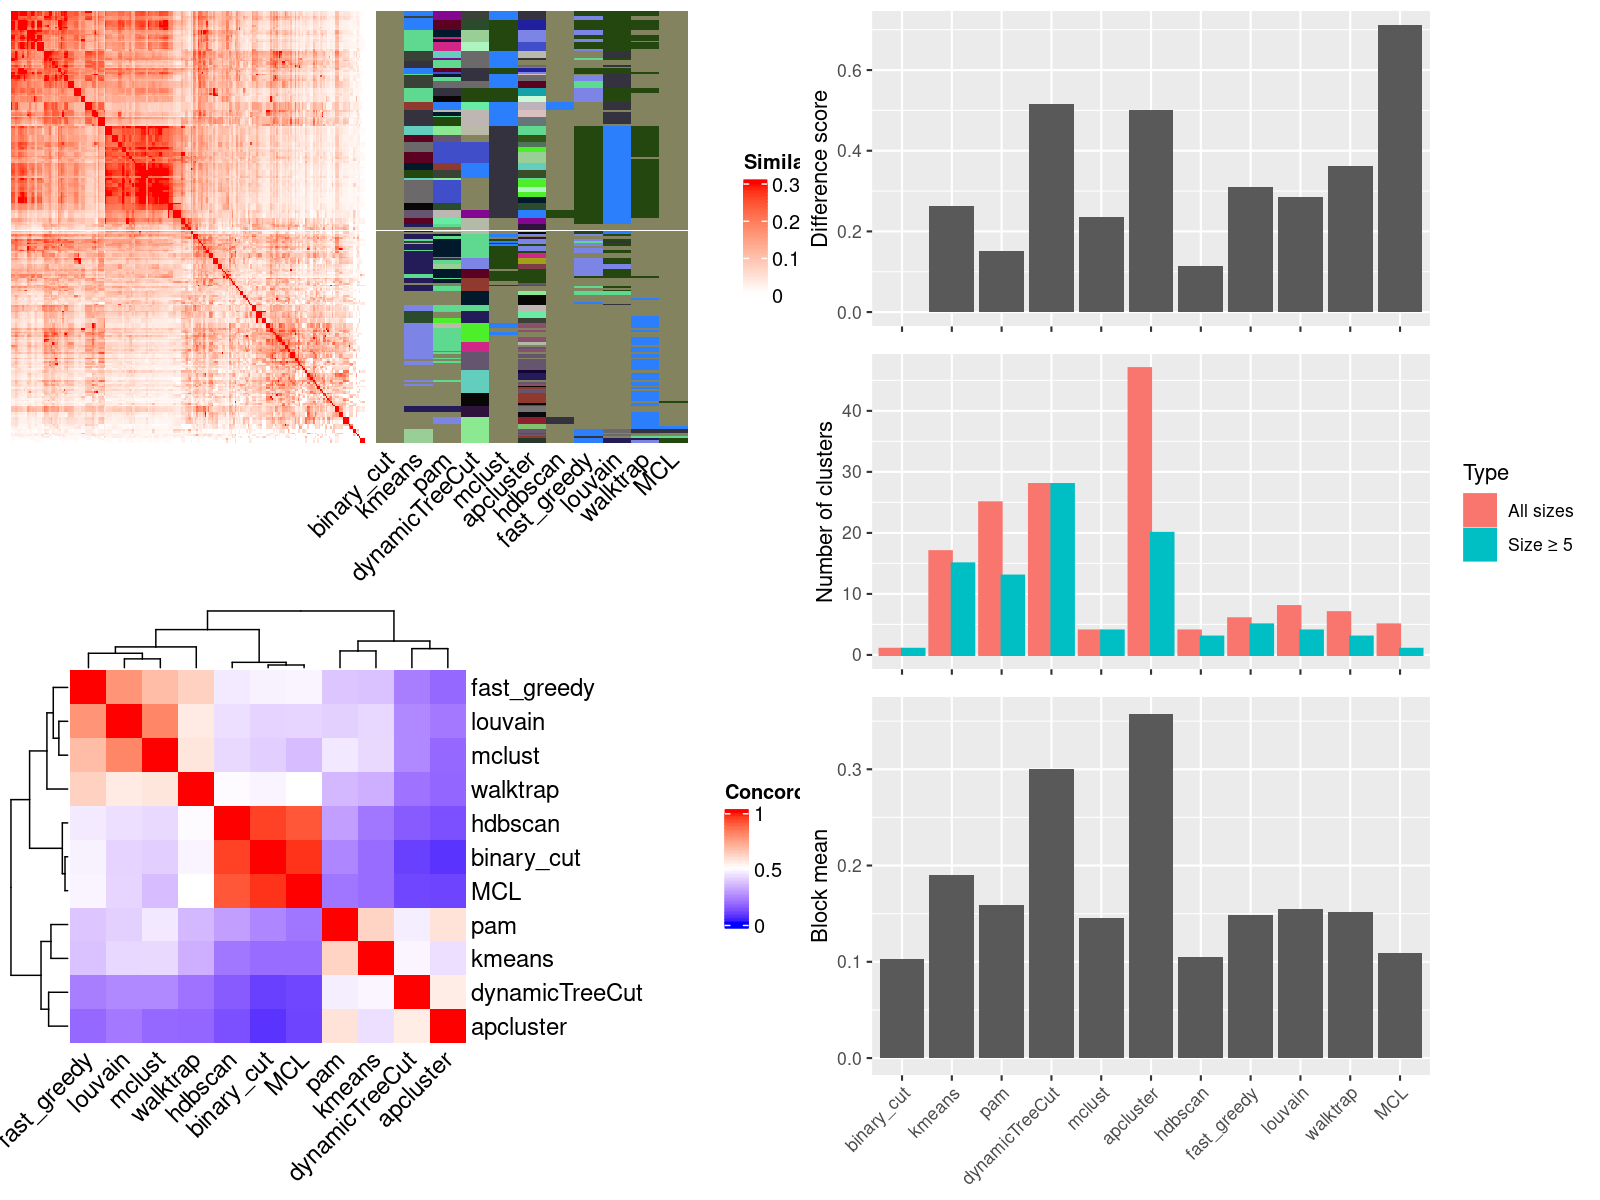 Simila
0.3
0.2
0.1
0
binary_cut
kmeans
pam
dynamicTreeCut
mclust
apcluster
hdbscan
fast_greedy
louvain
walktrap
MCL
fast_greedy
louvain
mclust
walktrap
hdbscan
binary_cut
MCL
pam
kmeans
dynamicTreeCut
apcluster
Concord
1
0.5
0
fast_greedy
louvain
mclust
walktrap
hdbscan
binary_cut
MCL
pam
kmeans
dynamicTreeCut
apcluster
Difference score
0.6
0.4
0.2
0.0
Number of clusters
40
30
20
10
0
Type
All sizes
Size ≥ 5
Block mean
0.3
0.2
0.1
0.0
binary_cut
kmeans
pam
dynamicTreeCut
mclust
apcluster
hdbscan
fast_greedy
louvain
walktrap
MCL